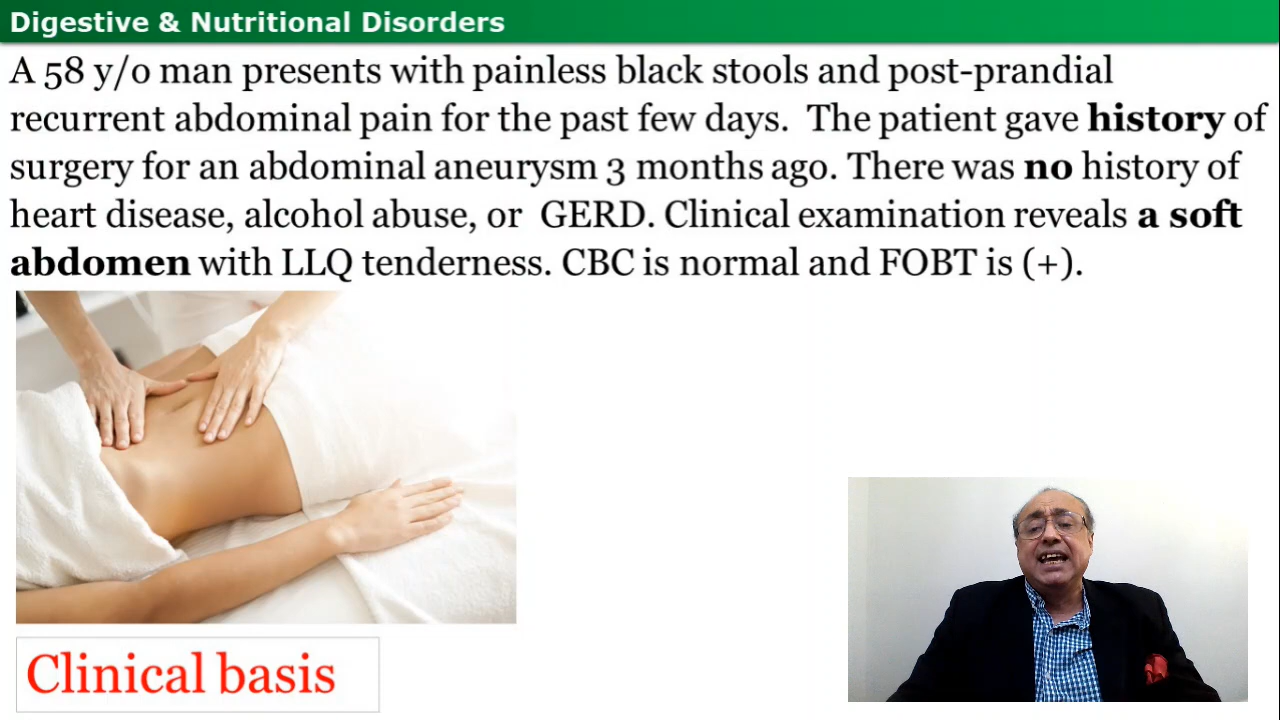 Digestive & Nutritional Disorders
A 58 y/o man presents with painless black stools and post-prandial
recurrent abdominal pain for the past few days. The patient gave history of
surgery for an abdominal aneurysm 3 months ago. There was no history of
heart disease, alcohol abuse, or GERD. Clinical examination reveals a soft
abdomen with LLQ tenderness. CBC is normal and FOBT is (+).
Clinical basis